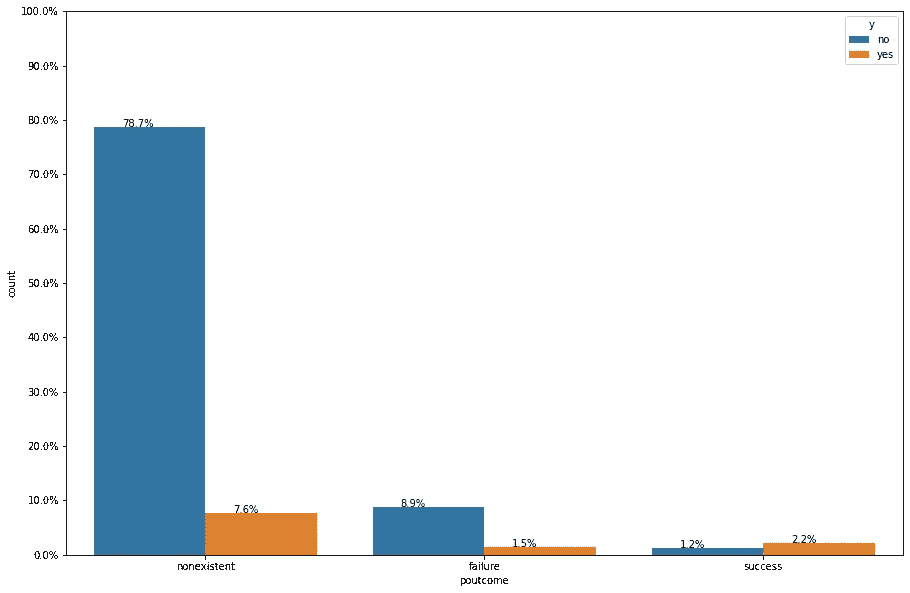 100.0%
90.0%
80.0%
70.0%
60.0%
50.0%
40.0%
30.0%
20.0%
10.0%
0.0%
count
y
no
yes
78.7%
7.6%
8.9%
1.5%
1.2%
2.2%
nonexistent
failure
success
poutcome